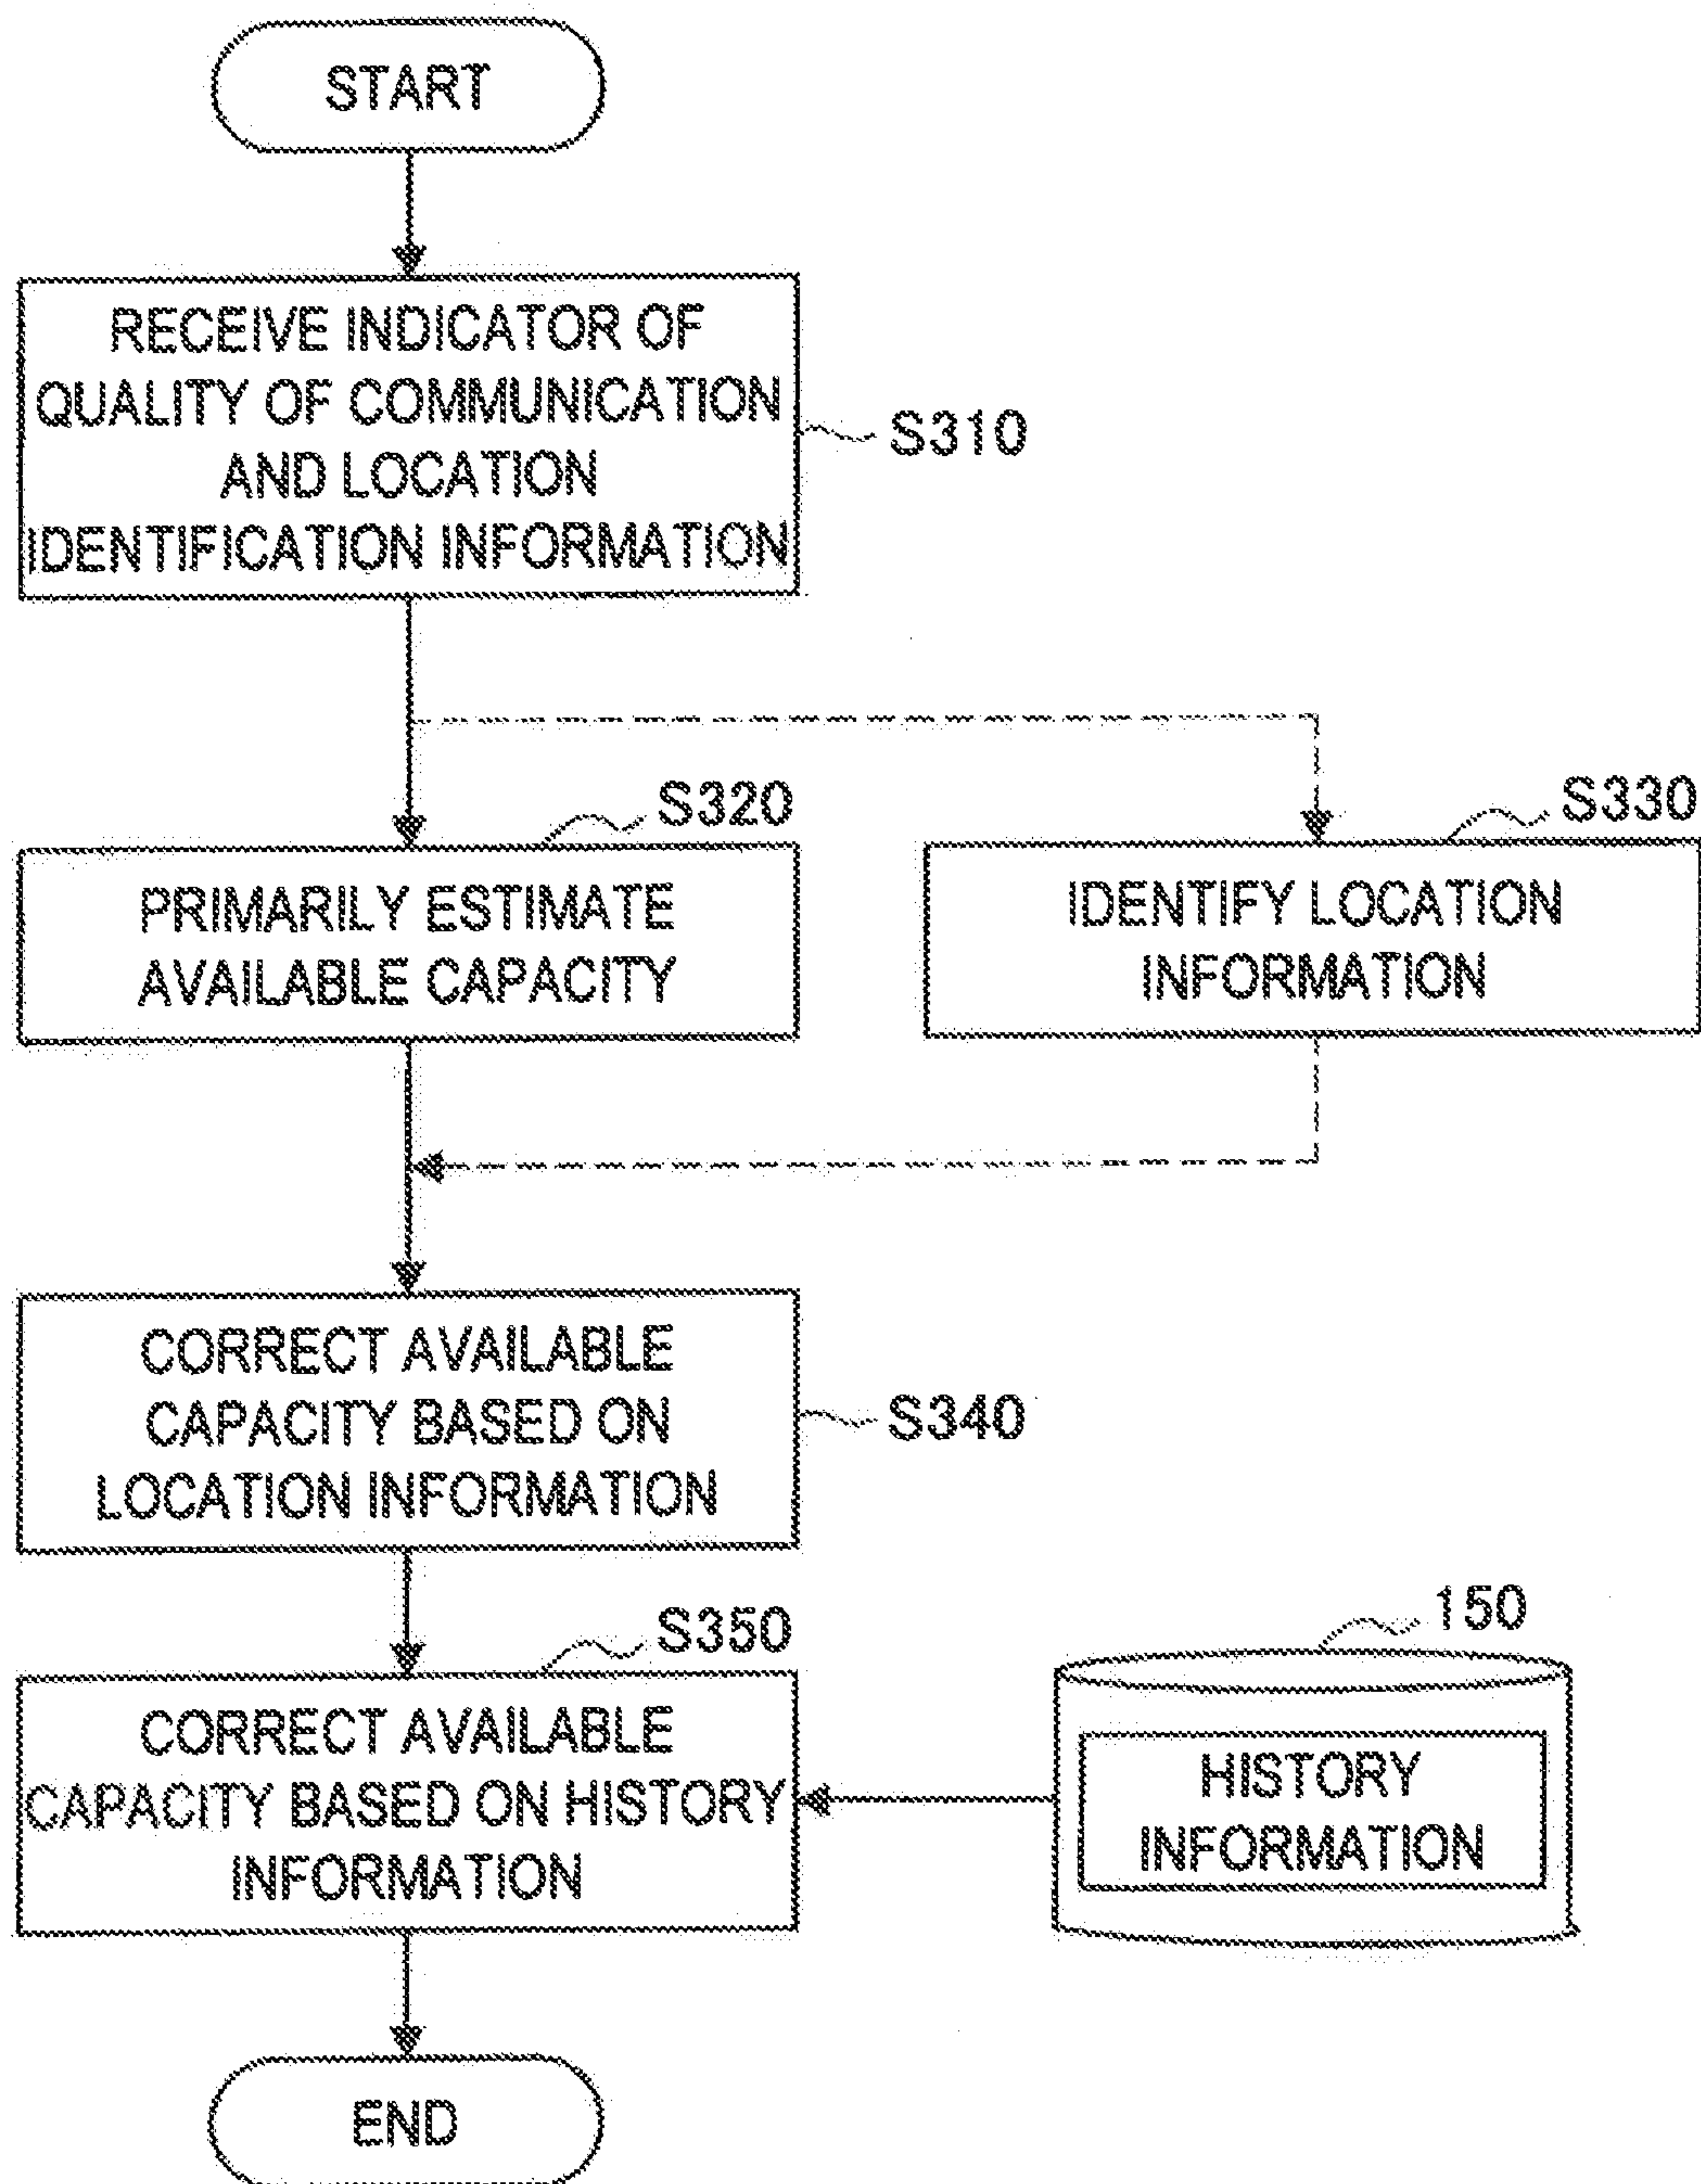 START
RECEIVE INDICATOR OF
QUALITY OF COMMUNICATION
AND LOCATION
IDENTIFICATION INFORMATION
S310
S320
PRIMARILY ESTIMATE
AVAILABLE CAPACITY
S330
IDENTIFY LOCATION
INFORMATION
CORRECT AVAILABLE
CAPACITY BASED ON
LOCATION INFORMATION
S340
S350
CORRECT AVAILABLE
CAPACITY BASED ON HISTORY
INFORMATION
150
HISTORY
INFORMATION
END